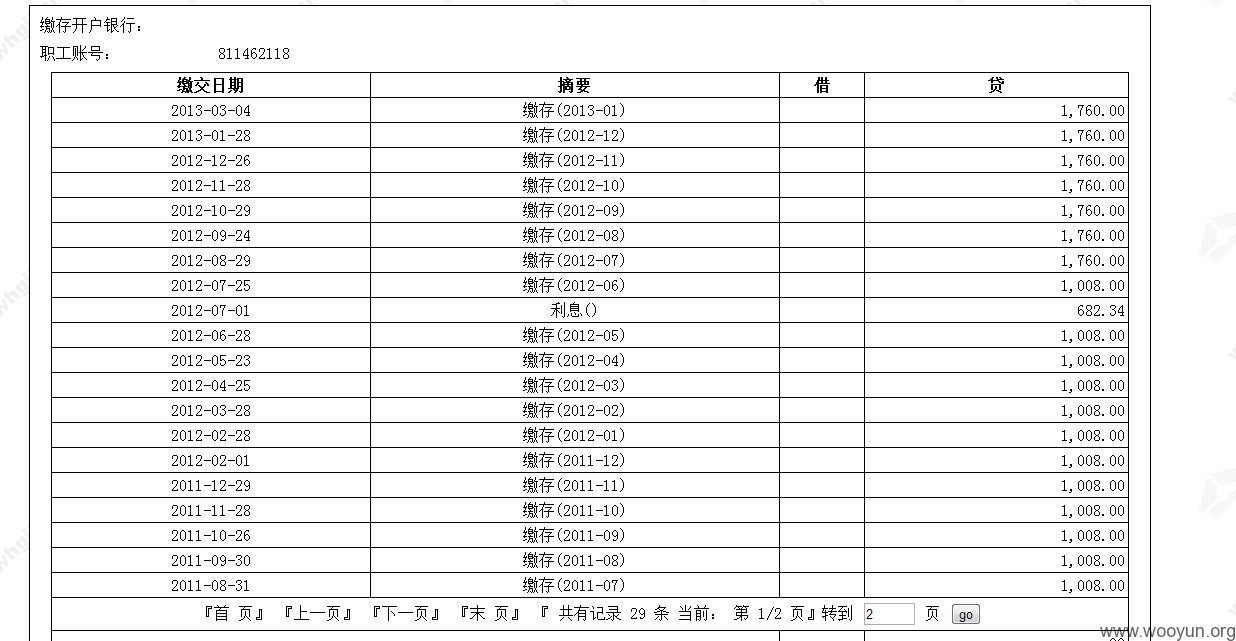 缴存开户银行：
职工账号： 811462118
缴交日期 摘要 借 贷
2013-03-04 缴存(2013-01) 1,760.00
2013-01-28 缴存(2012-12) 1,760.00
2012-12-26 缴存(2012-11) 1,760.00
2012-11-28 缴存(2012-10) 1,760.00
2012-10-29 缴存(2012-09) 1,760.00
2012-09-24 缴存(2012-08) 1,760.00
2012-08-29 缴存(2012-07) 1,760.00
2012-07-25 缴存(2012-06) 1,008.00
2012-07-01 利息() 682.34
2012-06-28 缴存(2012-05) 1,008.00
2012-05-23 缴存(2012-04) 1,008.00
2012-04-25 缴存(2012-03) 1,008.00
2012-03-28 缴存(2012-02) 1,008.00
2012-02-28 缴存(2012-01) 1,008.00
2012-02-01 缴存(2011-12) 1,008.00
2011-12-29 缴存(2011-11) 1,008.00
2011-11-28 缴存(2011-10) 1,008.00
2011-10-26 缴存(2011-09) 1,008.00
2011-09-30 缴存(2011-08) 1,008.00
2011-08-31 缴存(2011-07) 1,008.00
『首 页』 『上一页』 『下一页』 『末 页』 『 共有记录 29 条 当前： 第 1/2 页』转到 2 页 go
www.wooyun.org